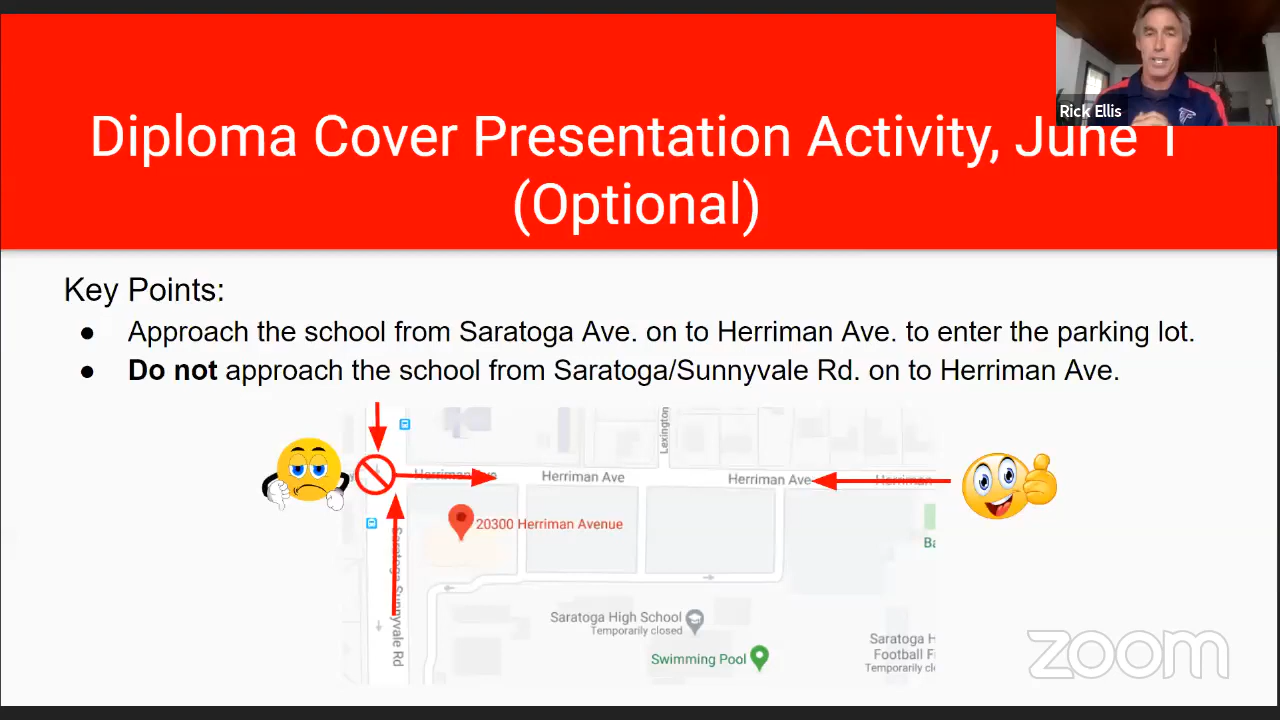 Rick Ellis
Diploma Cover Presentation Activity, June 1
(Optional)
Key Points:
● Approach the school from Saratoga Ave. on to Herriman Ave. to enter the parking lot.
● Do not approach the school from Saratoga/Sunnyvale Rd. on to Herriman Ave.
Lexington
Herriman Ave
Herriman Ave
Herriman Ave
Herriman
20300 Herriman Avenue
Ba
Saratoga Sunnyvale Rd
Saratoga High School
Temporarily closed
Swimming Pool
Saratoga H
Football Fi
Temporarily clo
zoom